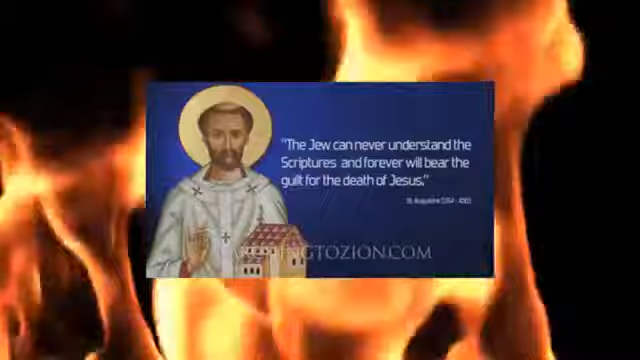 "The Jew can never understand the
Scriptures and forever will bear the
guilt for the death of Jesus."
St. Augustine (354 - 430)
INGTOZION.COM